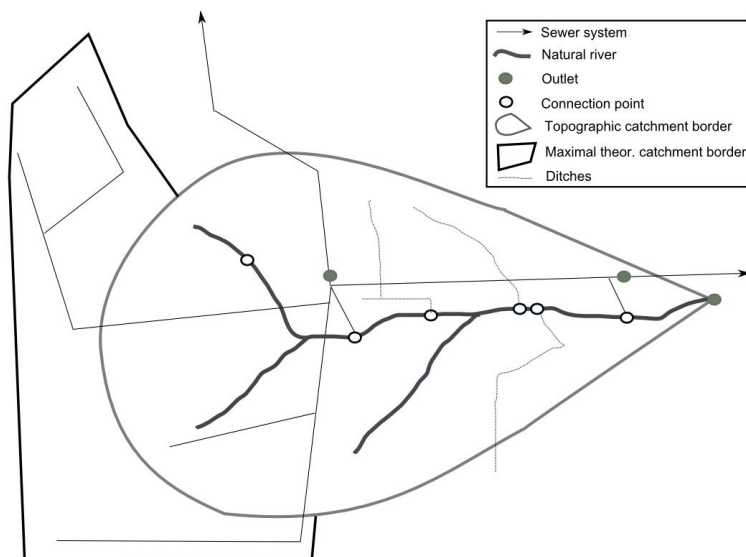 Sewer system
Natural river
Outlet
Connection point
Topographic catchment border
Maximal theor. catchment border
Ditches